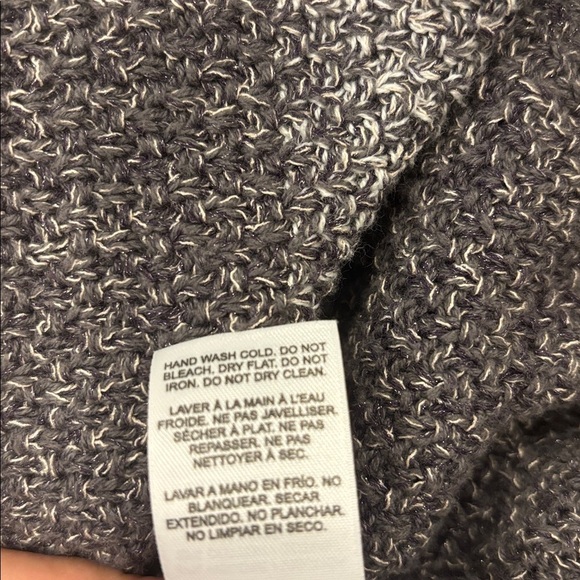 HAND WASH COLD. DO NOT
BLEACH. DRY FLAT. DO NOT
IRON. DO NOT DRY CLEAN.
LAVER À LA MAIN À L'EAU
FROIDE. NE PAS JAVELLISER.
SÉCHER À PLAT. NE PAS
REPASSER. NE PAS
NETTOYER À SEC.
LAVAR A MANO EN FRÍO. NO
BLANQUEAR. SECAR
EXTENDIDO. NO PLANCHAR.
NO LIMPIAR EN SECO.